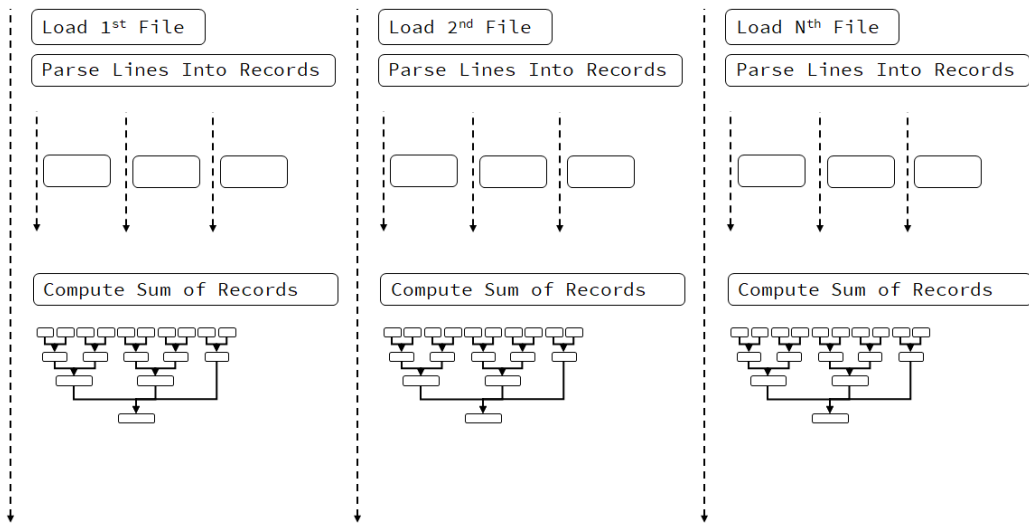 Load 1st File
Parse Lines Into Records
Compute Sum of Records
Load 2nd File
Parse Lines Into Records
Compute Sum of Records
Load Nth File
Parse Lines Into Records
Compute Sum of Records